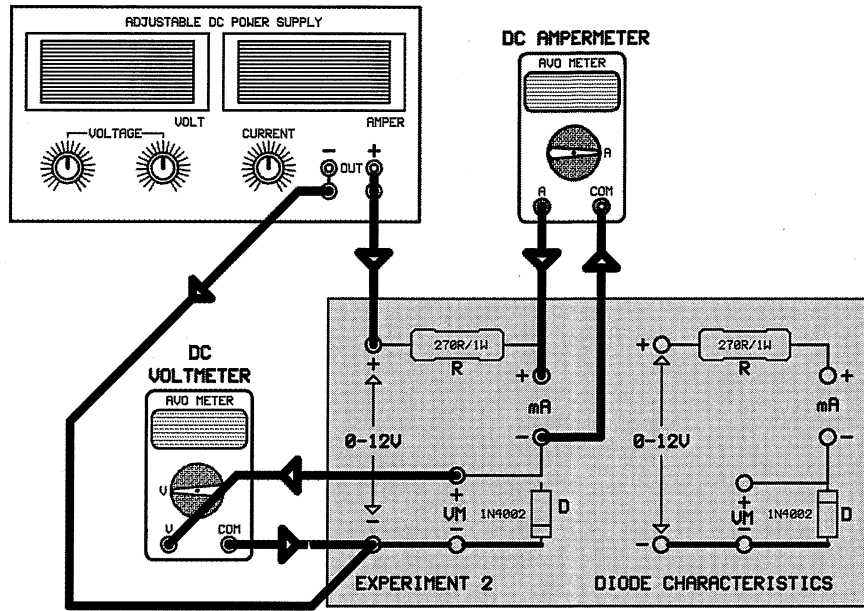 ADJUSTABLE DC POWER SUPPLY
VOLT
AMPER
VOLTAGE
CURRENT
- +
OUT
DC AMPERMETER
AVO METER
A
A
COM
DC
VOLTMETER
AVO METER
V
V
COM
270R/1W
R
+
+
mA
-
0-12V
+
VM
-
-
1N4002
D
EXPERIMENT 2
+
270R/1W
R
+
mA
-
0-12V
+
VM
-
-
1N4002
D
DIODE CHARACTERISTICS